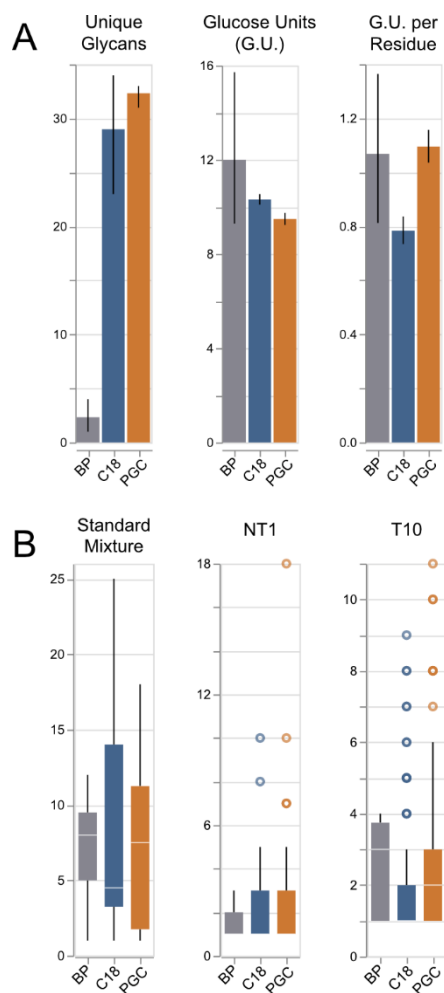 A
Unique
Glycans
30
20
10
0
BP
C18
PGC
Glucose Units
(G.U.)
16
12
8
4
0
BP
C18
PGC
G.U. per
Residue
1.2
0.8
0.4
0.0
BP
C18
PGC
B
Standard
Mixture
25
20
15
10
5
0
BP
C18
PGC
NT1
18
12
6
0
BP
C18
PGC
T10
10
8
6
4
2
0
BP
C18
PGC